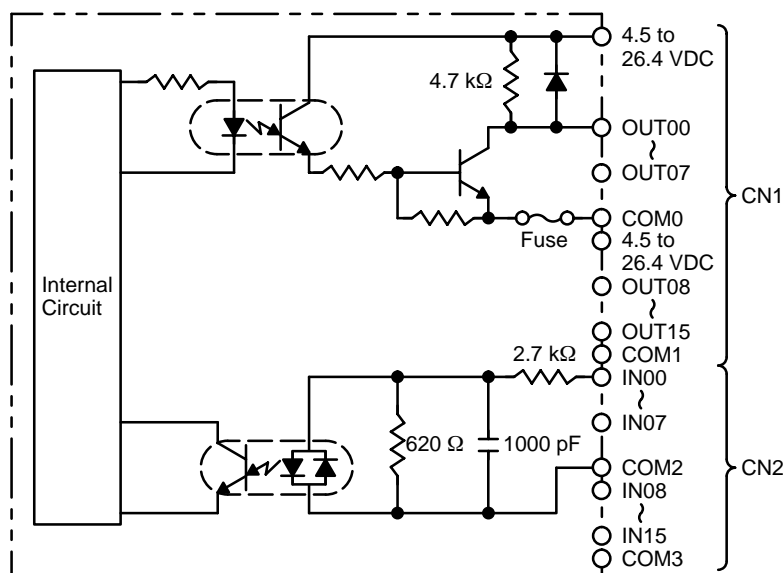 4.5 to
26.4 VDC
4.7 kΩ
OUT00
~
OUT07
CN1
COM0
Fuse
4.5 to
26.4 VDC
Internal
Circuit
OUT08
~
OUT15
2.7 kΩ
COM1
IN00
~
IN07
620 Ω
1000 pF
COM2
CN2
IN08
~
IN15
COM3